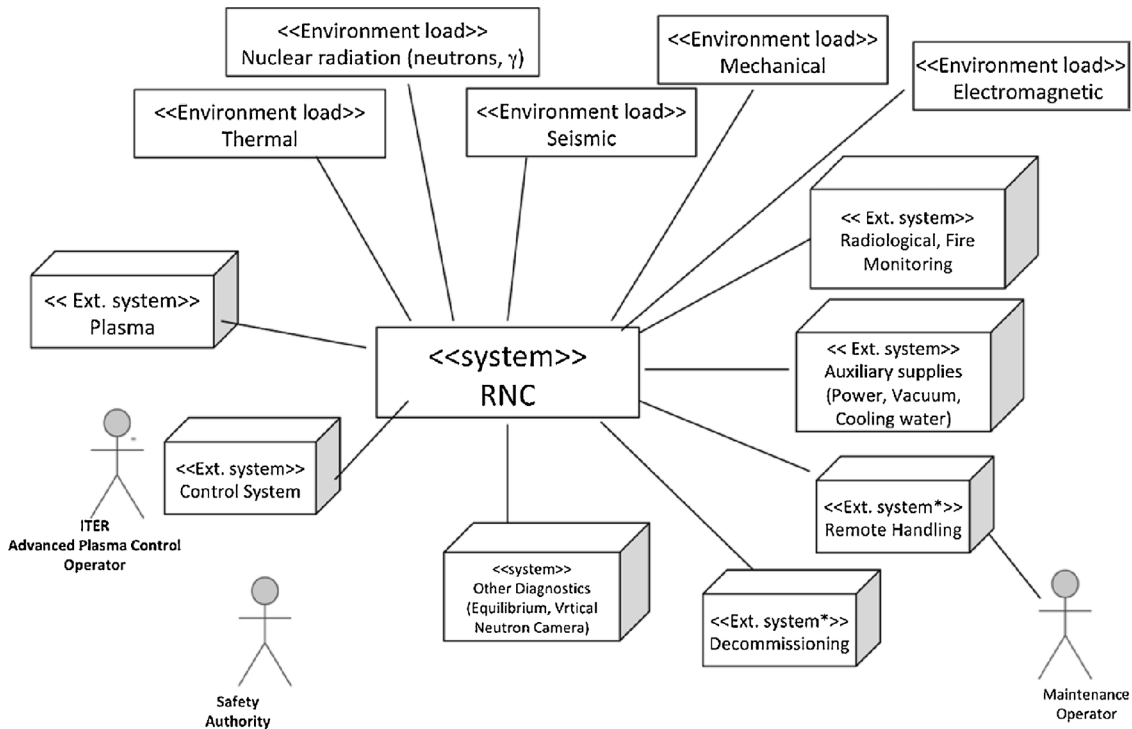 <<Environment load>>
Nuclear radiation (neutrons, γ)
<<Environment load>>
Mechanical
<<Environment load>>
Electromagnetic
<<Environment load>>
Thermal
<<Environment load>>
Seismic
<< Ext. system>>
Radiological, Fire
Monitoring
<< Ext. system>>
Plasma
<<system>>
RNC
<< Ext. system>>
Auxiliary supplies
(Power, Vacuum,
Cooling water)
<<Ext. system>>
Control System
<<Ext. system*>>
Remote Handling
ITER
Advanced Plasma Control
Operator
<<system>>
Other Diagnostics
(Equilibrium, Vrtical
Neutron Camera)
<<Ext. system*>>
Decommissioning
Safety
Authority
Maintenance
Operator